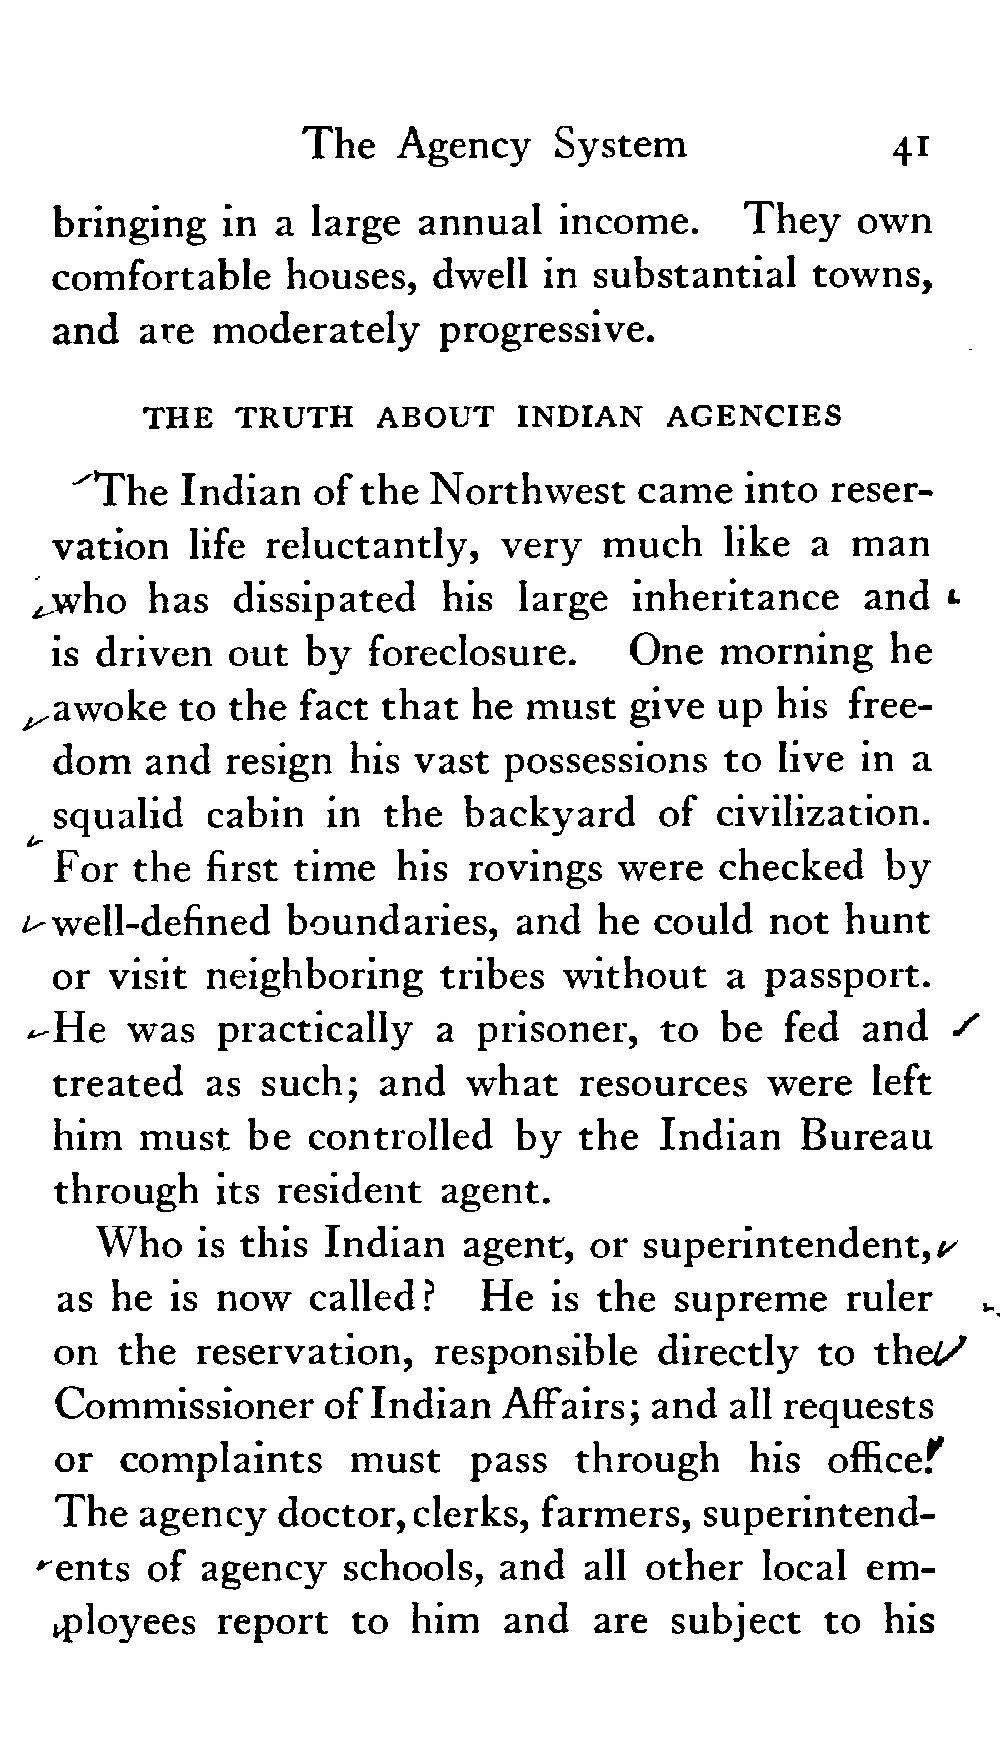 The Agency System 41
bringing in a large annual income. They own
comfortable houses, dwell in substantial towns,
and are moderately progressive.
THE TRUTH ABOUT INDIAN AGENCIES
The Indian of the Northwest came into reser-
vation life reluctantly, very much like a man
who has dissipated his large inheritance and
is driven out by foreclosure. One morning he
awoke to the fact that he must give up his free-
dom and resign his vast possessions to live in a
squalid cabin in the backyard of civilization.
For the first time his rovings were checked by
well-defined boundaries, and he could not hunt
or visit neighboring tribes without a passport.
He was practically a prisoner, to be fed and
treated as such; and what resources were left
him must be controlled by the Indian Bureau
through its resident agent.
Who is this Indian agent, or superintendent,
as he is now called? He is the supreme ruler
on the reservation, responsible directly to the
Commissioner of Indian Affairs; and all requests
or complaints must pass through his office.
The agency doctor, clerks, farmers, superintend-
ents of agency schools, and all other local em-
ployees report to him and are subject to his